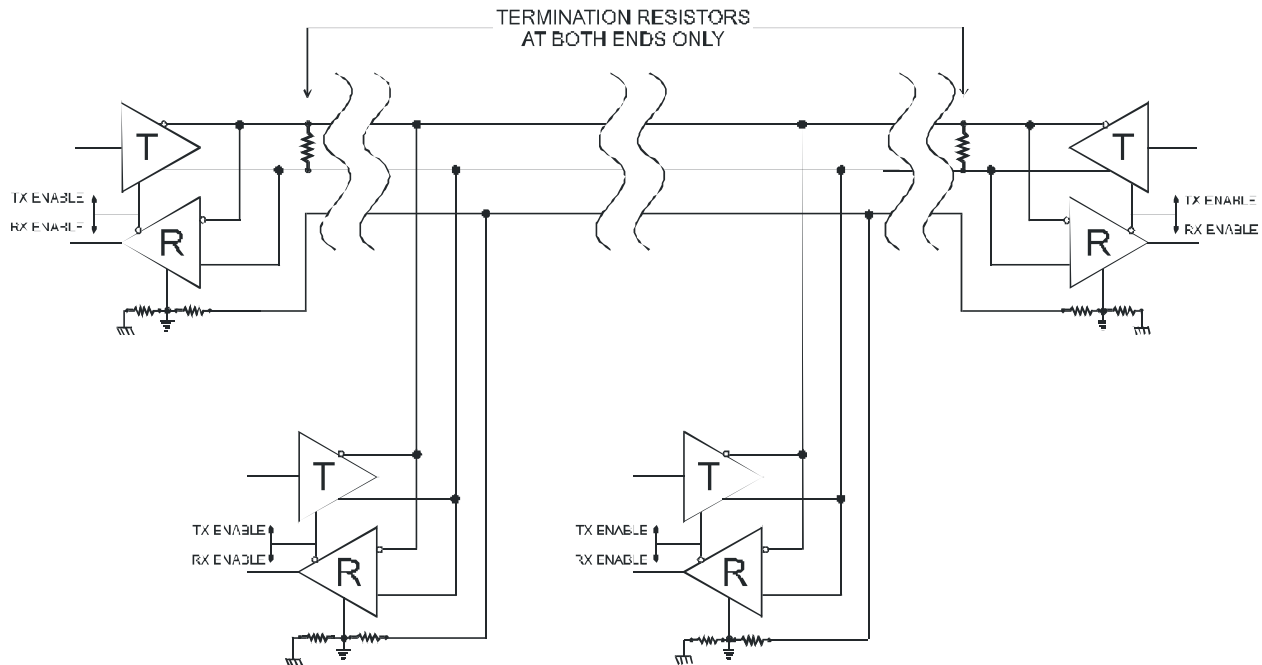 TERMINATION RESISTORS
AT BOTH ENDS ONLY
T
T
TX ENABLE
RX ENABLE
R
TX ENABLE
RX ENABLE
R
T
T
TX ENABLE
RX ENABLE
R
TX ENABLE
RX ENABLE
R